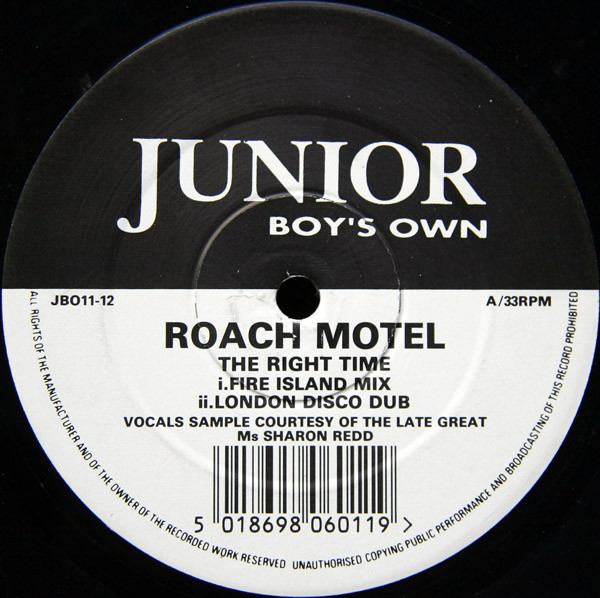 JUNIOR
BOY'S OWN
JBO11-12
A/33RPM
ROACH MOTEL
THE RIGHT TIME
i.FIRE ISLAND MIX
ii.LONDON DISCO DUB
VOCALS SAMPLE COURTESY OF THE LATE GREAT
Ms SHARON REDD
5 018698 060119 >
ALL RIGHTS OF THE MANUFACTURER AND OF THE OWNER OF THE RECORDED WORK RESERVED UNAUTHORISED COPYING PUBLIC PERFORMANCE AND BROADCASTING OF THIS RECORD PROHIBITED